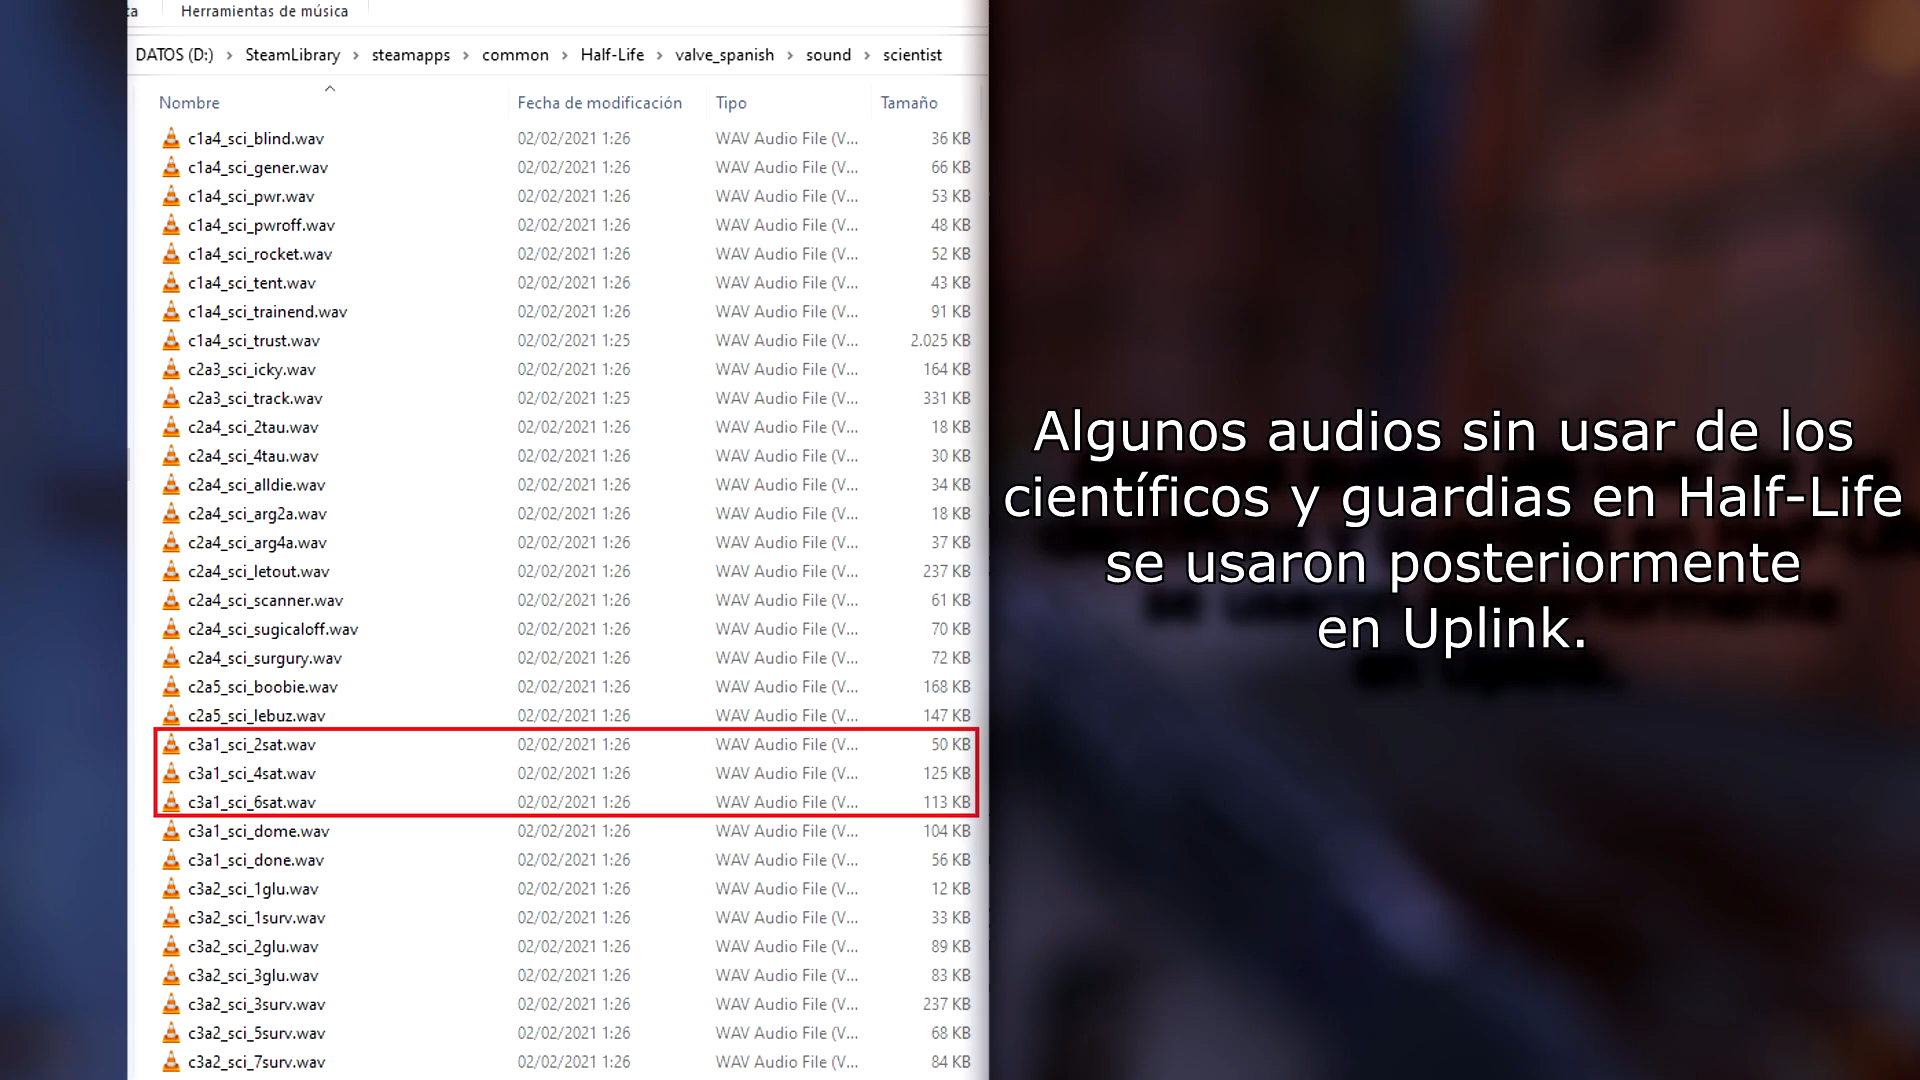 ta Herramientas de música
DATOS (D:) > SteamLibrary > steamapps > common > Half-Life > valve_spanish > sound > scientist
Nombre Fecha de modificación Tipo Tamaño
c1a4_sci_blind.wav 02/02/2021 1:26 WAV Audio File (V... 36 KB
c1a4_sci_gener.wav 02/02/2021 1:26 WAV Audio File (V... 66 KB
c1a4_sci_pwr.wav 02/02/2021 1:26 WAV Audio File (V... 53 KB
c1a4_sci_pwroff.wav 02/02/2021 1:26 WAV Audio File (V... 48 KB
c1a4_sci_rocket.wav 02/02/2021 1:26 WAV Audio File (V... 52 KB
c1a4_sci_tent.wav 02/02/2021 1:26 WAV Audio File (V... 43 KB
c1a4_sci_trainend.wav 02/02/2021 1:26 WAV Audio File (V... 91 KB
c1a4_sci_trust.wav 02/02/2021 1:25 WAV Audio File (V... 2.025 KB
c2a3_sci_icky.wav 02/02/2021 1:26 WAV Audio File (V... 164 KB
c2a3_sci_track.wav 02/02/2021 1:25 WAV Audio File (V... 331 KB
c2a4_sci_2tau.wav 02/02/2021 1:26 WAV Audio File (V... 18 KB
c2a4_sci_4tau.wav 02/02/2021 1:26 WAV Audio File (V... 30 KB
c2a4_sci_alldie.wav 02/02/2021 1:26 WAV Audio File (V... 34 KB
c2a4_sci_arg2a.wav 02/02/2021 1:26 WAV Audio File (V... 18 KB
c2a4_sci_arg4a.wav 02/02/2021 1:26 WAV Audio File (V... 37 KB
c2a4_sci_letout.wav 02/02/2021 1:26 WAV Audio File (V... 237 KB
c2a4_sci_scanner.wav 02/02/2021 1:26 WAV Audio File (V... 61 KB
c2a4_sci_sugicaloff.wav 02/02/2021 1:26 WAV Audio File (V... 70 KB
c2a4_sci_surgury.wav 02/02/2021 1:26 WAV Audio File (V... 72 KB
c2a5_sci_boobie.wav 02/02/2021 1:26 WAV Audio File (V... 168 KB
c2a5_sci_lebuz.wav 02/02/2021 1:26 WAV Audio File (V... 147 KB
c3a1_sci_2sat.wav 02/02/2021 1:26 WAV Audio File (V... 50 KB
c3a1_sci_4sat.wav 02/02/2021 1:26 WAV Audio File (V... 125 KB
c3a1_sci_6sat.wav 02/02/2021 1:26 WAV Audio File (V... 113 KB
c3a1_sci_dome.wav 02/02/2021 1:26 WAV Audio File (V... 104 KB
c3a1_sci_done.wav 02/02/2021 1:26 WAV Audio File (V... 56 KB
c3a2_sci_1glu.wav 02/02/2021 1:26 WAV Audio File (V... 12 KB
c3a2_sci_1surv.wav 02/02/2021 1:26 WAV Audio File (V... 33 KB
c3a2_sci_2glu.wav 02/02/2021 1:26 WAV Audio File (V... 89 KB
c3a2_sci_3glu.wav 02/02/2021 1:26 WAV Audio File (V... 83 KB
c3a2_sci_3surv.wav 02/02/2021 1:26 WAV Audio File (V... 237 KB
c3a2_sci_5surv.wav 02/02/2021 1:26 WAV Audio File (V... 68 KB
c3a2_sci_7surv.wav 02/02/2021 1:26 WAV Audio File (V... 84 KB
Algunos audios sin usar de los
científicos y guardias en Half-Life
se usaron posteriormente
en Uplink.